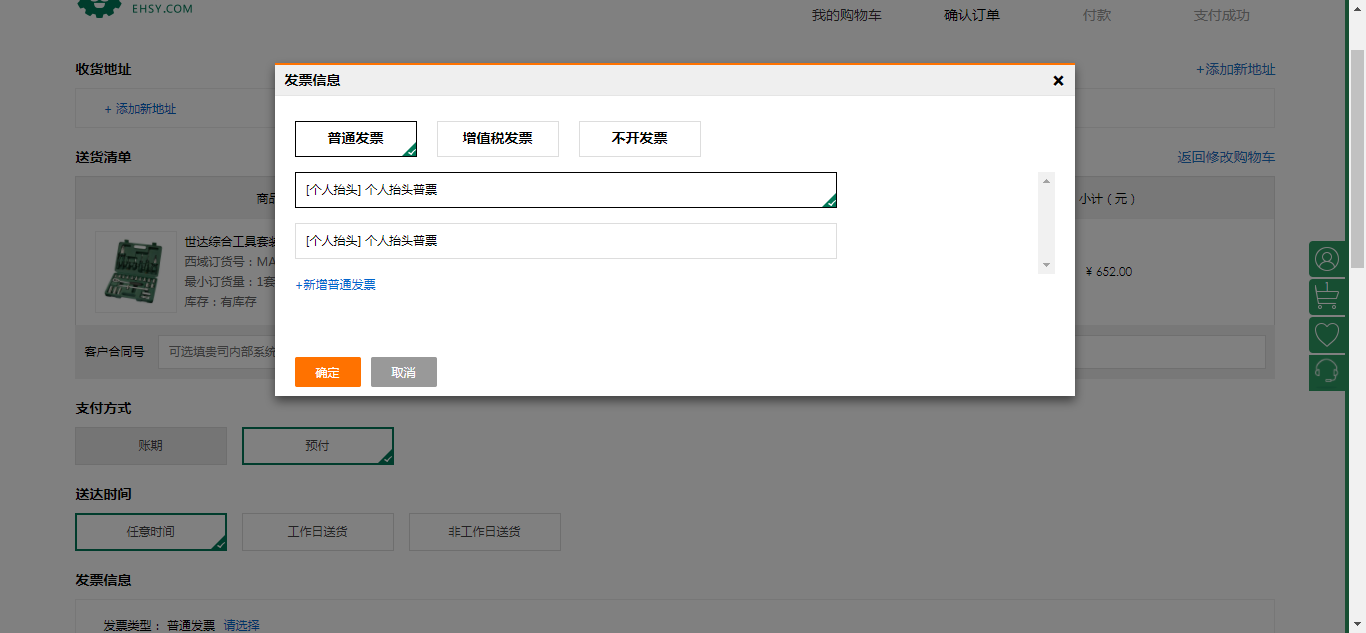 EHSY.COM
我的购物车 确认订单 付款 支付成功
收货地址 +添加新地址
+ 添加新地址
送货清单 返回修改购物车
小计（元）
世达综合工具套
西域订货号：MA
最小订货量：1套
库存：有库存
¥ 652.00
客户合同号 可选填贵司内部系统
发票信息
普通发票 增值税发票 不开发票
[个人抬头] 个人抬头普票
[个人抬头] 个人抬头普票
+新增普通发票
确定 取消
1
支付方式
账期 预付
送达时间
任意时间 工作日送货 非工作日送货
发票信息
发票类型： 普通发票 请选择